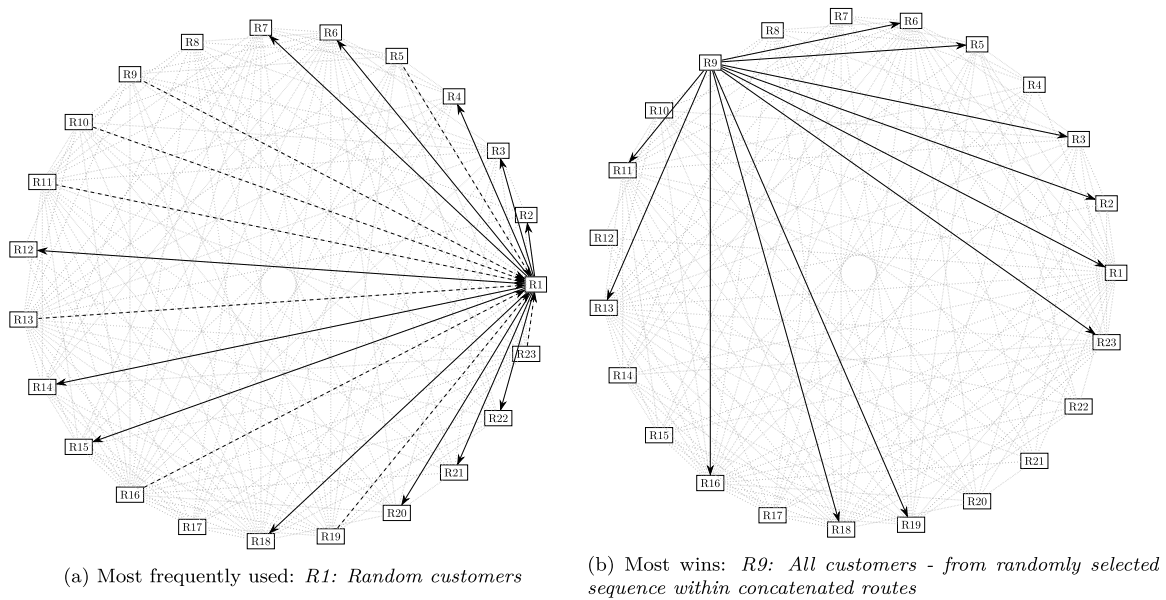 R7
R6
R8
R5
R9
R4
R10
R3
R11
R2
R12
R1
R13
R23
R14
R22
R15
R21
R16
R20
R17
R19
R18
(a) Most frequently used: R1: Random customers
R7
R6
R8
R5
R9
R4
R10
R3
R11
R2
R12
R1
R13
R23
R14
R22
R15
R21
R16
R20
R17
R19
R18
(b) Most wins: R9: All customers - from randomly selected
sequence within concatenated routes